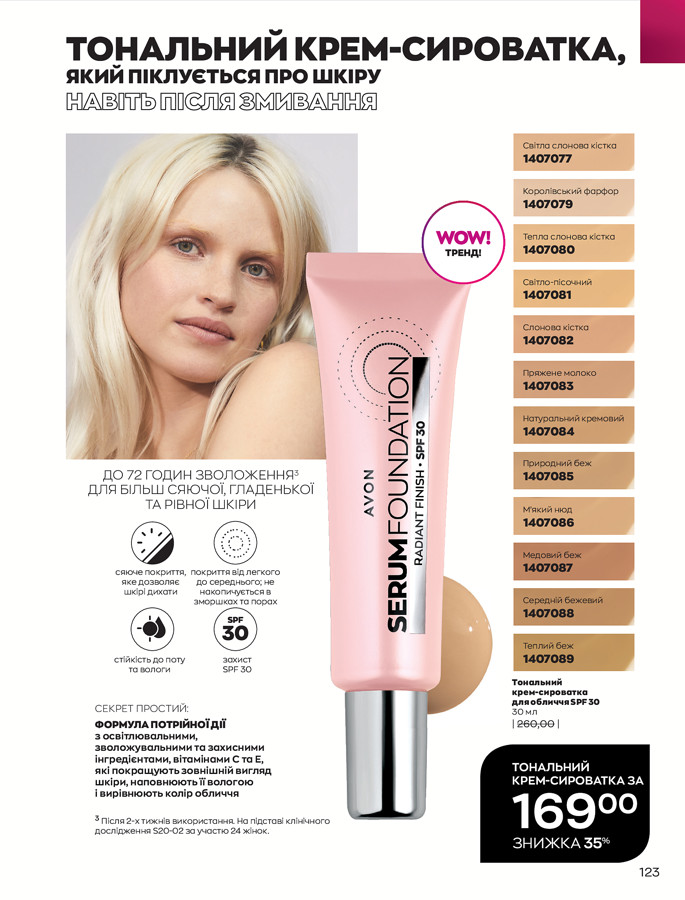 ТОНАЛЬНИЙ КРЕМ-СИРОВАТКА,
ЯКИЙ ПІКЛУЄТЬСЯ ПРО ШКІРУ
НАВІТЬ ПІСЛЯ ЗМИВАННЯ
WOW!
ТРЕНД!
Світла слонова кістка
1407077
Королівський фарфор
1407079
Тепла слонова кістка
1407080
Світло-пісочний
1407081
Слонова кістка
1407082
Пряжене молоко
1407083
Натуральний кремовий
1407084
Природний беж
1407085
М'який нюд
1407086
Медовий беж
1407087
Середній бежевий
1407088
Теплий беж
1407089
AVON
SERUMFOUNDATION
RADIANT FINISH • SPF 30
ДО 72 ГОДИН ЗВОЛОЖЕННЯ³
ДЛЯ БІЛЬШ СЯЮЧОЇ, ГЛАДЕНЬКОЇ
ТА РІВНОЇ ШКІРИ
сяюче покриття,
яке дозволяє
шкірі дихати
покриття від легкого
до середнього; не
накопичується в
зморшках та порах
стійкість до поту
та вологи
SPF
30
захист
SPF 30
СЕКРЕТ ПРОСТИЙ:
ФОРМУЛА ПОТРІЙНОЇ ДІЇ
з освітлювальними,
зволожувальними та захисними
інгредієнтами, вітамінами С та Е,
які покращують зовнішній вигляд
шкіри, наповнюють її вологою
і вирівнюють колір обличчя
³ Після 2-х тижнів використання. На підставі клінічного
дослідження S20-02 за участю 24 жінок.
Тональний
крем-сироватка
для обличчя SPF 30
30 мл
| 260,00 |
ТОНАЛЬНИЙ
КРЕМ-СИРОВАТКА ЗА
169⁰⁰
ЗНИЖКА 35%
123